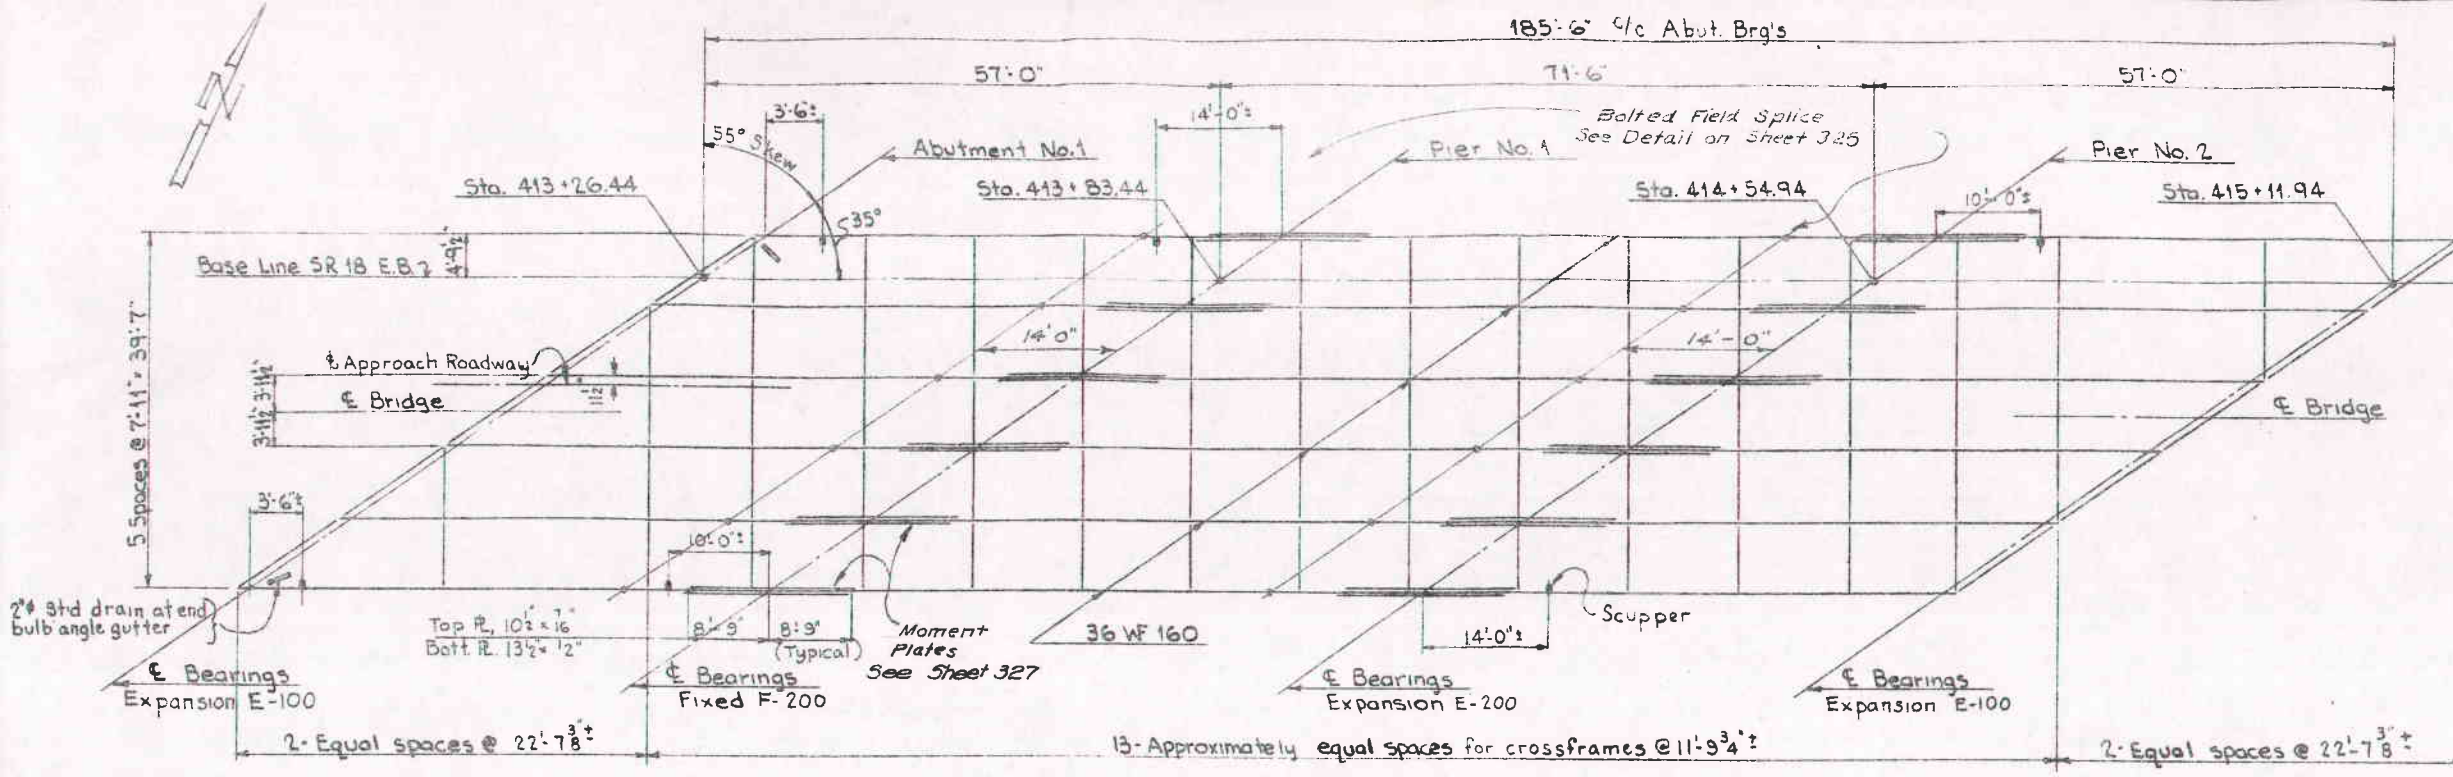 185'-6" c/c Abut. Brg's
57'-0"
71'-6"
57'-0"
3'-6"±
14'-0"±
Bolted Field Splice
See Detail on Sheet 325
55° Skew
Abutment No.1
Pier No. 1
Pier No. 2
Sta. 413+26.44
Sta. 413+83.44
Sta. 414+54.94
10'-0"±
Sta. 415+11.94
35°
4'-9½"
Base Line SR 18 E.B.
N
5 Spaces @ 7'-11" = 39'-7"
14'0"
14'-0"
℄ Approach Roadway
℄ Bridge
3'-11½" 3'-11½"
℄ Bridge
3'-6"±
10'-0"±
2"φ Std drain at end
bulb angle gutter
Top PL, 10½" x 7/16"
Bott PL 13½" x ½"
8'-9"
8'-9"
(Typical)
Moment
Plates
See Sheet 327
36 WF 160
14'-0"±
Scupper
℄ Bearings
Expansion E-100
℄ Bearings
Fixed F-200
℄ Bearings
Expansion E-200
℄ Bearings
Expansion E-100
2-Equal spaces @ 22'-7⅜"±
13-Approximately equal spaces for crossframes @ 11'-9¾"±
2-Equal spaces @ 22'-7⅜"±